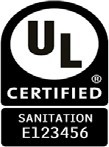 UL
®
CERTIFIED
SANITATION
E123456